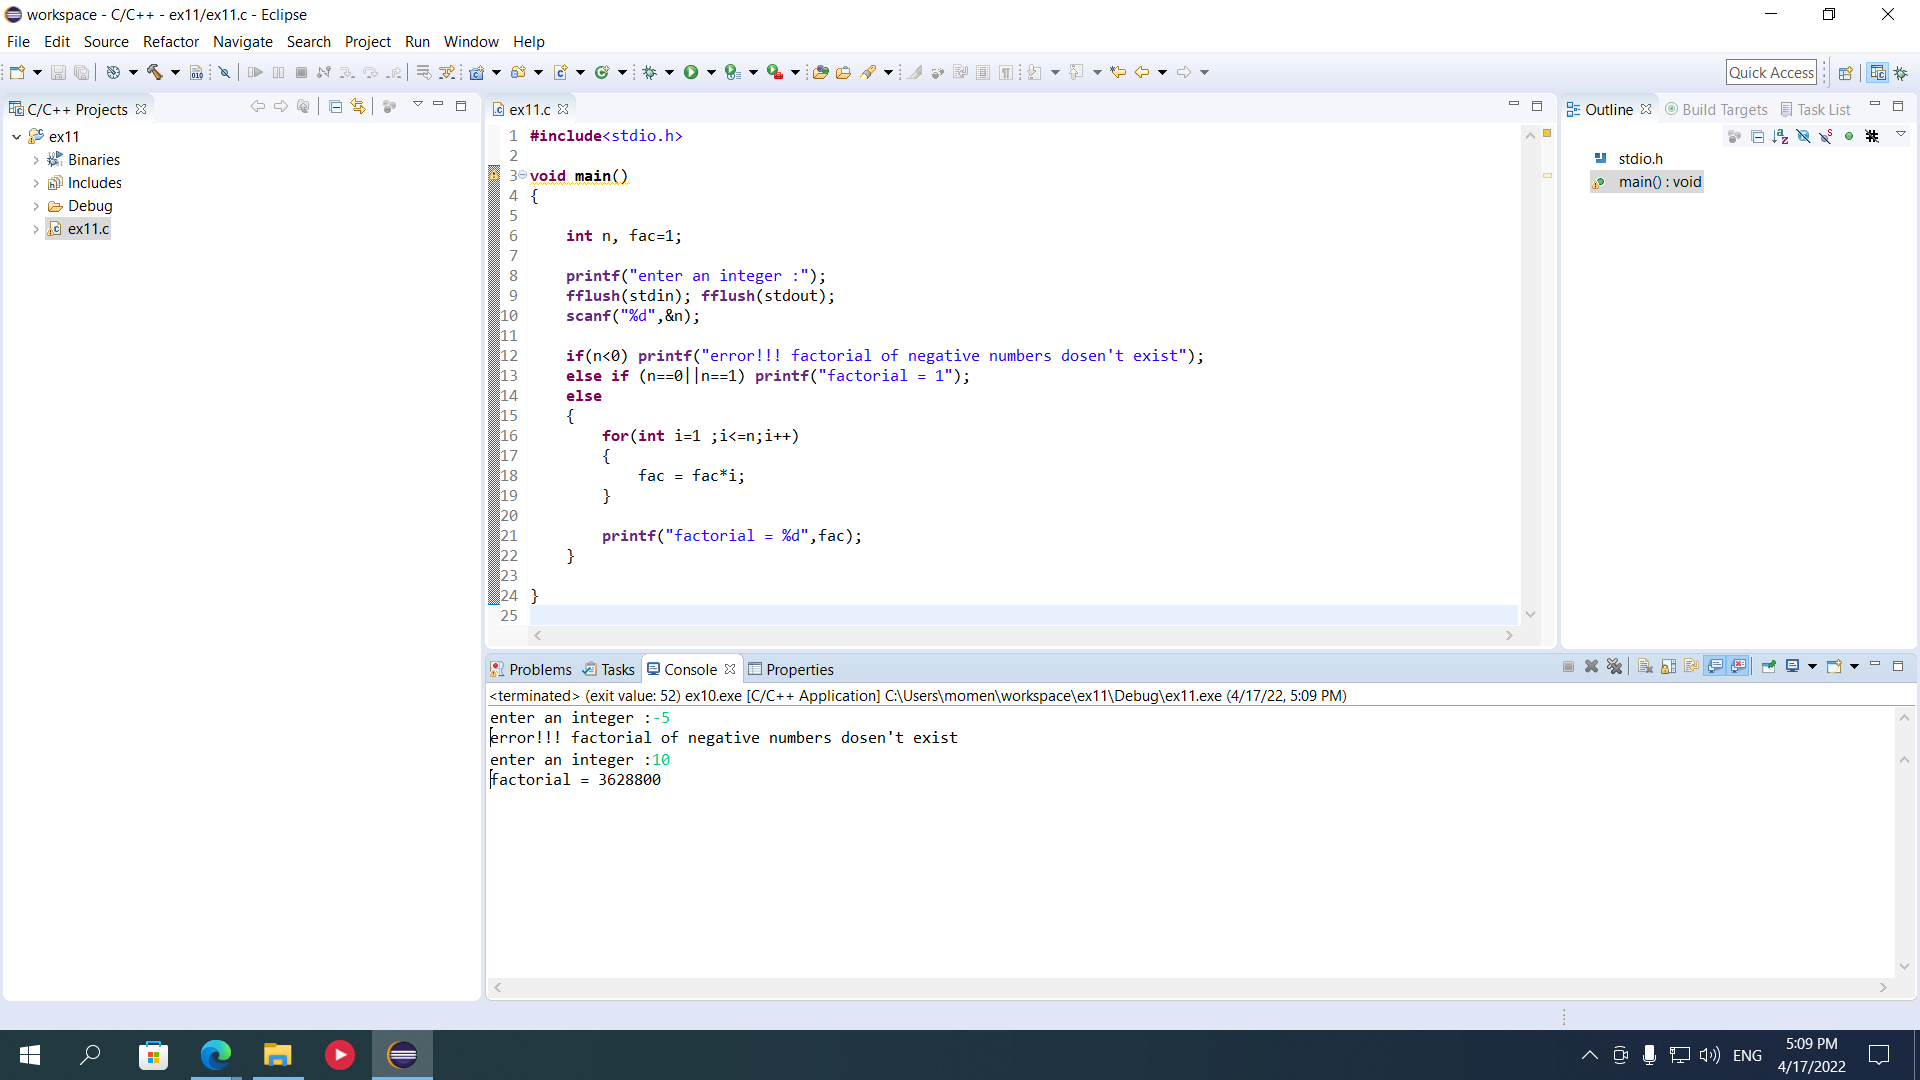 workspace - C/C++ - ex11/ex11.c - Eclipse
File Edit Source Refactor Navigate Search Project Run Window Help
Quick Access
C/C++ Projects
ex11
Binaries
Includes
Debug
ex11.c
ex11.c
1 #include<stdio.h>
2
3 void main()
4 {
5
6 int n, fac=1;
7
8 printf("enter an integer :");
9 fflush(stdin); fflush(stdout);
10 scanf("%d",&n);
11
12 if(n<0) printf("error!!! factorial of negative numbers dosen't exist");
13 else if (n==0||n==1) printf("factorial = 1");
14 else
15 {
16 for(int i=1 ;i<=n;i++)
17 {
18 fac = fac*i;
19 }
20
21 printf("factorial = %d",fac);
22 }
23
24 }
25
Outline Build Targets Task List
stdio.h
main() : void
Problems Tasks Console Properties
<terminated> (exit value: 52) ex10.exe [C/C++ Application] C:\Users\momen\workspace\ex11\Debug\ex11.exe (4/17/22, 5:09 PM)
enter an integer :-5
error!!! factorial of negative numbers dosen't exist
enter an integer :10
factorial = 3628800
ENG
5:09 PM
4/17/2022